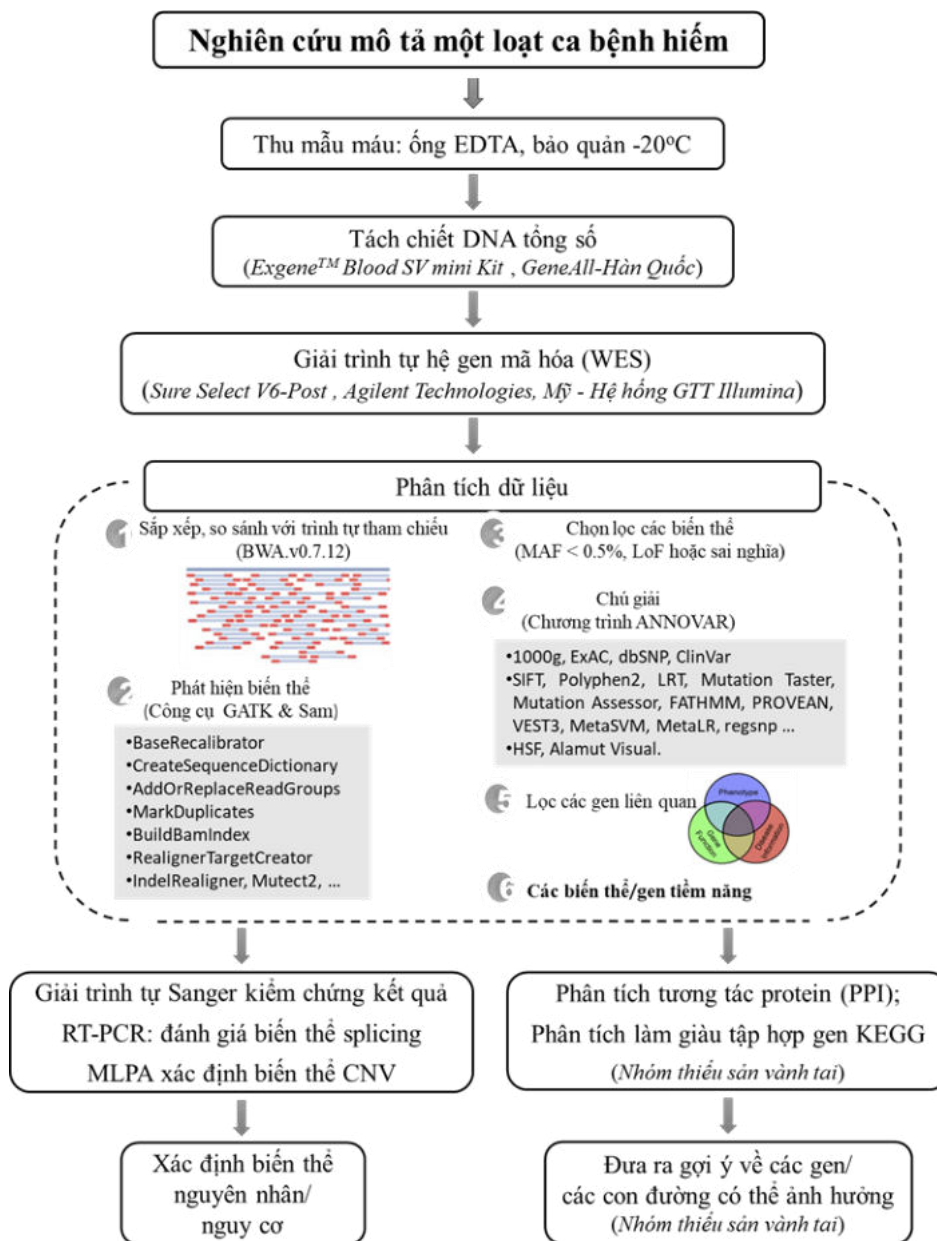 Nghiên cứu mô tả một loạt ca bệnh hiếm
Thu mẫu máu: ống EDTA, bảo quản -20°C
Tách chiết DNA tổng số
(Exgene™ Blood SV mini Kit , GeneAll-Hàn Quốc)
Giải trình tự hệ gen mã hóa (WES)
(Sure Select V6-Post , Agilent Technologies, Mỹ - Hệ hống GTT Illumina)
Phân tích dữ liệu
1 Sắp xếp, so sánh với trình tự tham chiếu
(BWA.v0.7.12)
2 Phát hiện biến thể
(Công cụ GATK & Sam)
•BaseRecalibrator
•CreateSequenceDictionary
•AddOrReplaceReadGroups
•MarkDuplicates
•BuildBamIndex
•RealignerTargetCreator
•IndelRealigner, Mutect2, ...
3 Chọn lọc các biến thể
(MAF < 0.5%, LoF hoặc sai nghĩa)
4 Chú giải
(Chương trình ANNOVAR)
•1000g, ExAC, dbSNP, ClinVar
•SIFT, Polyphen2, LRT, Mutation Taster,
Mutation Assessor, FATHMM, PROVEAN,
VEST3, MetaSVM, MetaLR, regsnp ...
•HSF, Alamut Visual.
5 Lọc các gen liên quan
Phenotype
Gene Function
Disease information
6 Các biến thể/gen tiềm năng
Giải trình tự Sanger kiểm chứng kết quả
RT-PCR: đánh giá biến thể splicing
MLPA xác định biến thể CNV
Phân tích tương tác protein (PPI);
Phân tích làm giàu tập hợp gen KEGG
(Nhóm thiếu sản vành tai)
Xác định biến thể
nguyên nhân/
nguy cơ
Đưa ra gợi ý về các gen/
các con đường có thể ảnh hưởng
(Nhóm thiếu sản vành tai)